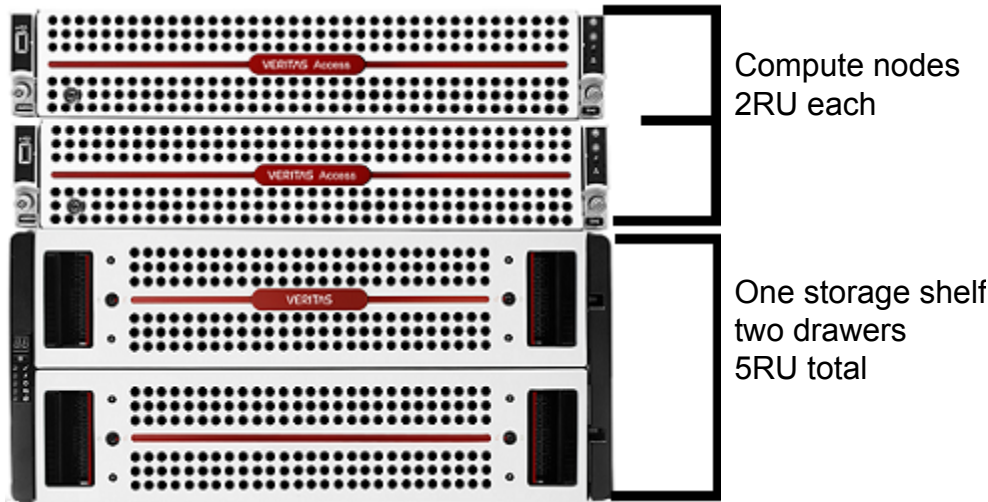 VERITAS Access
Compute nodes
2RU each
VERITAS Access
VERITAS
One storage shelf
two drawers
5RU total